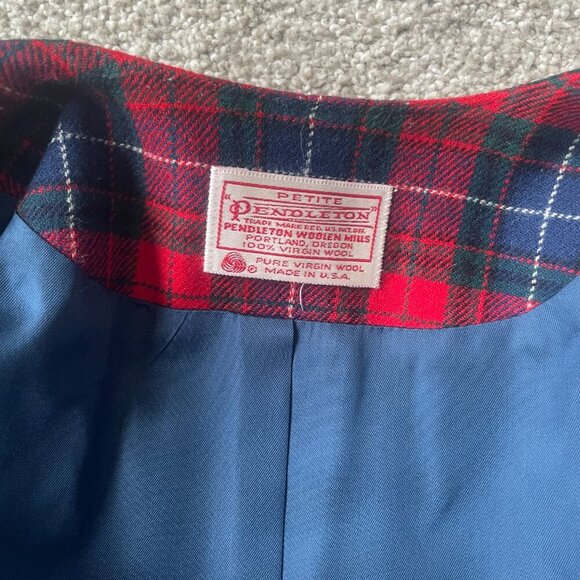 PETITE
"PENDLETON"
TRADE MARK REG. U.S. PAT. OFF.
PENDLETON WOOLEN MILLS
PORTLAND, OREGON
100% VIRGIN WOOL
PURE VIRGIN WOOL
MADE IN U.S.A.